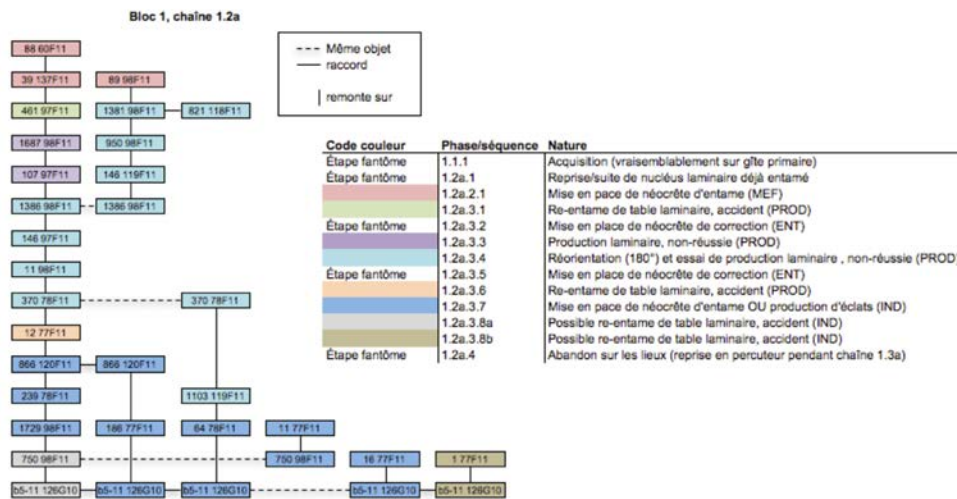 Bloc 1, chaîne 1.2a
Même objet
raccord
remonte sur
88 60F11
39 137F11 89 98F11
461 97F11 1381 98F11 821 118F11
1687 98F11 950 98F11
107 97F11 146 119F11
1386 98F11 1386 98F11
146 97F11
11 98F11
370 78F11 370 78F11
12 77F11
866 120F11 866 120F11
239 78F11 1103 119F11
1729 98F11 186 77F11 64 78F11 11 77F11
750 98F11 750 98F11 16 77F11 1 77F11
b5-11 126G10 b5-11 126G10 b5-11 126G10 b5-11 126G10 b5-11 126G10
Code couleur Phase/séquence Nature
Étape fantôme 1.1.1 Acquisition (vraisemblablement sur gîte primaire)
Étape fantôme 1.2a.1 Reprise/suite de nucléus laminaire déjà entamé
1.2a.2.1 Mise en pace de néocrête d'entame (MEF)
1.2a.3.1 Re-entame de table laminaire, accident (PROD)
Étape fantôme 1.2a.3.2 Mise en place de néocrête de correction (ENT)
1.2a.3.3 Production laminaire, non-réussie (PROD)
1.2a.3.4 Réorientation (180°) et essai de production laminaire , non-réussie (PROD)
Étape fantôme 1.2a.3.5 Mise en place de néocrête de correction (ENT)
1.2a.3.6 Re-entame de table laminaire, accident (PROD)
1.2a.3.7 Mise en pace de néocrête d'entame OU production d'éclats (IND)
1.2a.3.8a Possible re-entame de table laminaire, accident (IND)
1.2a.3.8b Possible re-entame de table laminaire, accident (IND)
Étape fantôme 1.2a.4 Abandon sur les lieux (reprise en percuteur pendant chaîne 1.3a)